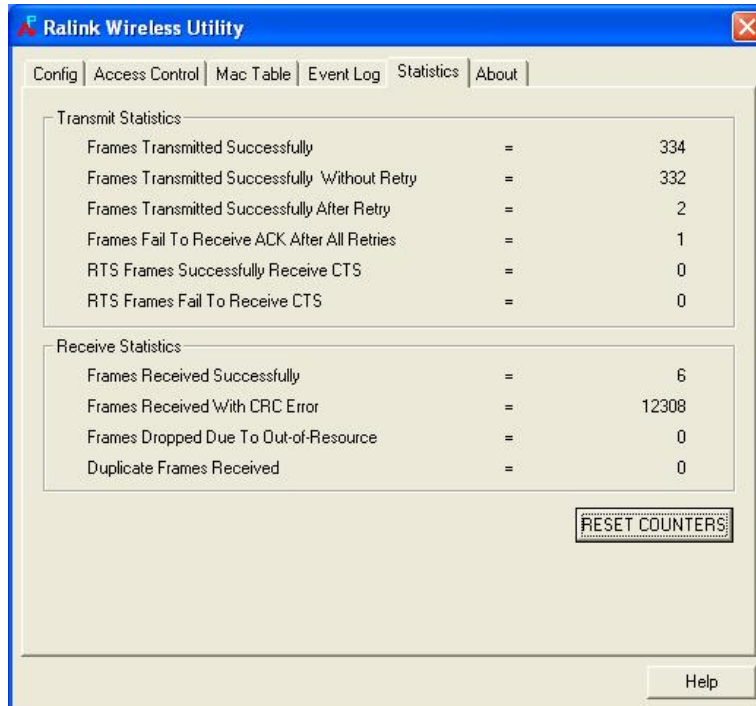 Ralink Wireless Utility
Config Access Control Mac Table Event Log Statistics About
Transmit Statistics
Frames Transmitted Successfully = 334
Frames Transmitted Successfully Without Retry = 332
Frames Transmitted Successfully After Retry = 2
Frames Fail To Receive ACK After All Retries = 1
RTS Frames Successfully Receive CTS = 0
RTS Frames Fail To Receive CTS = 0
Receive Statistics
Frames Received Successfully = 6
Frames Received With CRC Error = 12308
Frames Dropped Due To Out-of-Resource = 0
Duplicate Frames Received = 0
RESET COUNTERS
Help